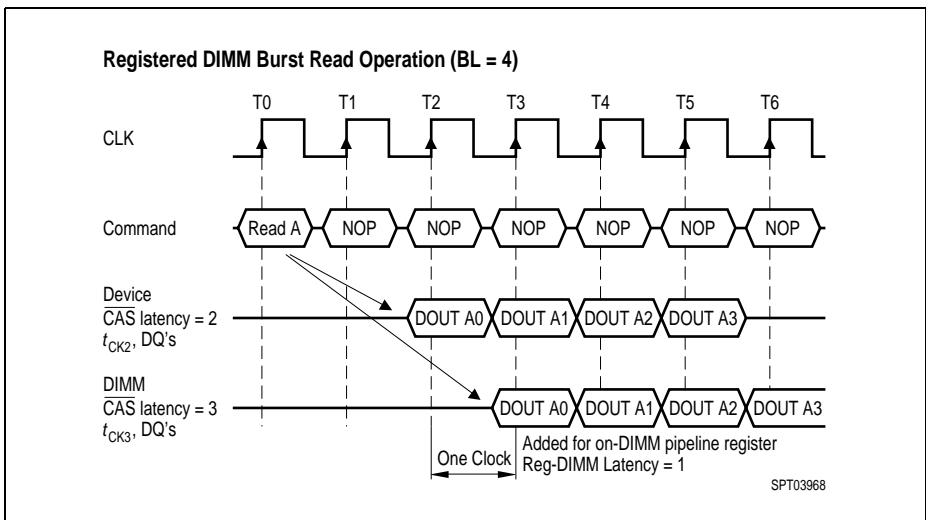 Registered DIMM Burst Read Operation (BL = 4)
T0 T1 T2 T3 T4 T5 T6
CLK
Command Read A NOP NOP NOP NOP NOP NOP
Device
CAS latency = 2 DOUT A0 DOUT A1 DOUT A2 DOUT A3
tCK2, DQ's
DIMM
CAS latency = 3 DOUT A0 DOUT A1 DOUT A2 DOUT A3
tCK3, DQ's
One Clock Added for on-DIMM pipeline register
Reg-DIMM Latency = 1
SPT03968